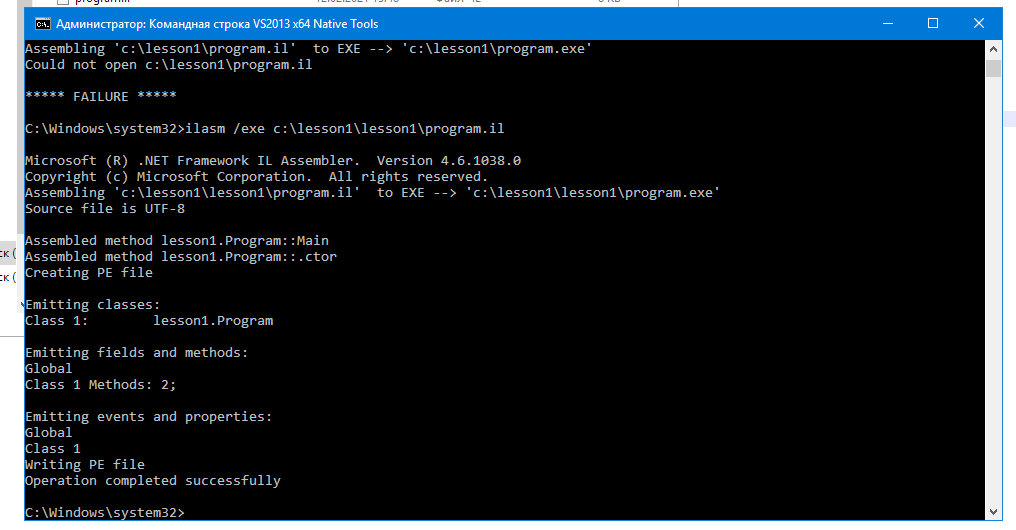 Администратор: Командная строка VS2013 x64 Native Tools
Assembling 'c:\lesson1\program.il'  to EXE --> 'c:\lesson1\program.exe'
Could not open c:\lesson1\program.il
***** FAILURE *****
C:\Windows\system32>ilasm /exe c:\lesson1\lesson1\program.il
Microsoft (R) .NET Framework IL Assembler.  Version 4.6.1038.0
Copyright (c) Microsoft Corporation.  All rights reserved.
Assembling 'c:\lesson1\lesson1\program.il'  to EXE --> 'c:\lesson1\lesson1\program.exe'
Source file is UTF-8
Assembled method lesson1.Program::Main
Assembled method lesson1.Program::.ctor
Creating PE file
Emitting classes:
Class 1:        lesson1.Program
Emitting fields and methods:
Global
Class 1 Methods: 2;
Emitting events and properties:
Global
Class 1
Writing PE file
Operation completed successfully
C:\Windows\system32>